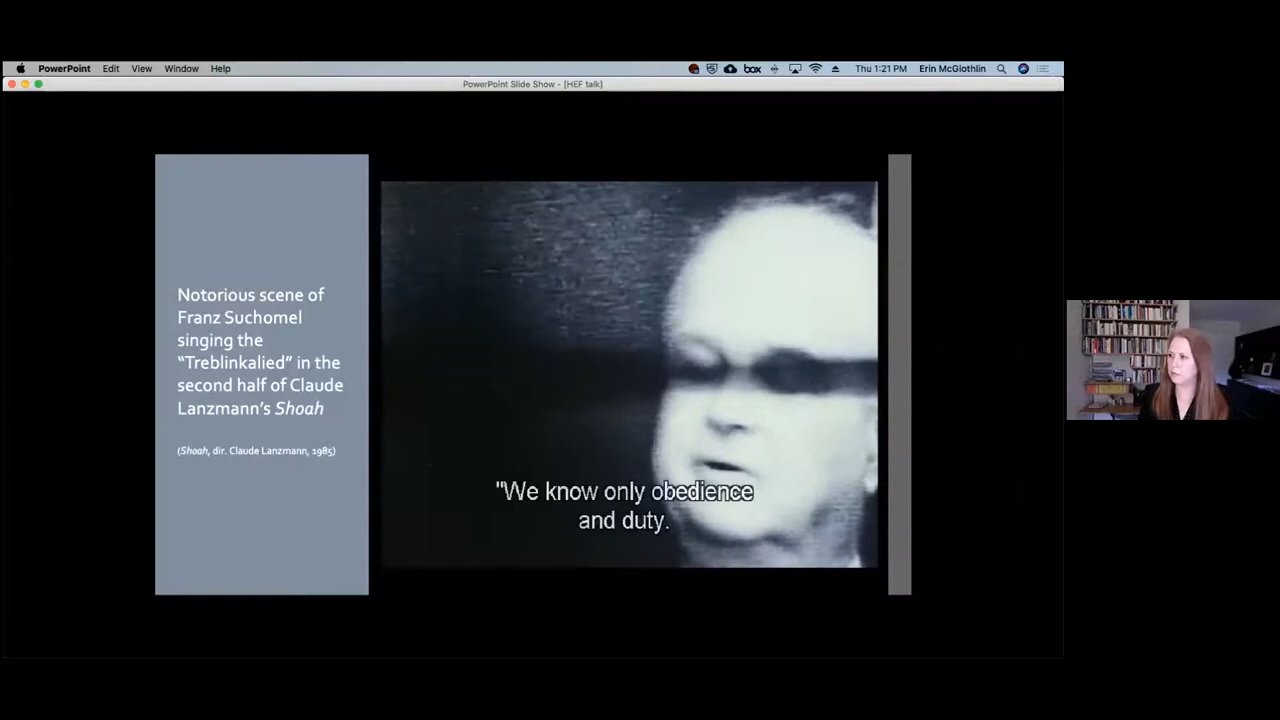 PowerPoint Edit View Window Help box Thu 1:21 PM Erin McGlothlin
PowerPoint Slide Show - [HEF talk]
Notorious scene of
Franz Suchomel
singing the
“Treblinkalied” in the
second half of Claude
Lanzmann’s Shoah
(Shoah, dir. Claude Lanzmann, 1985)
"We know only obedience
and duty.